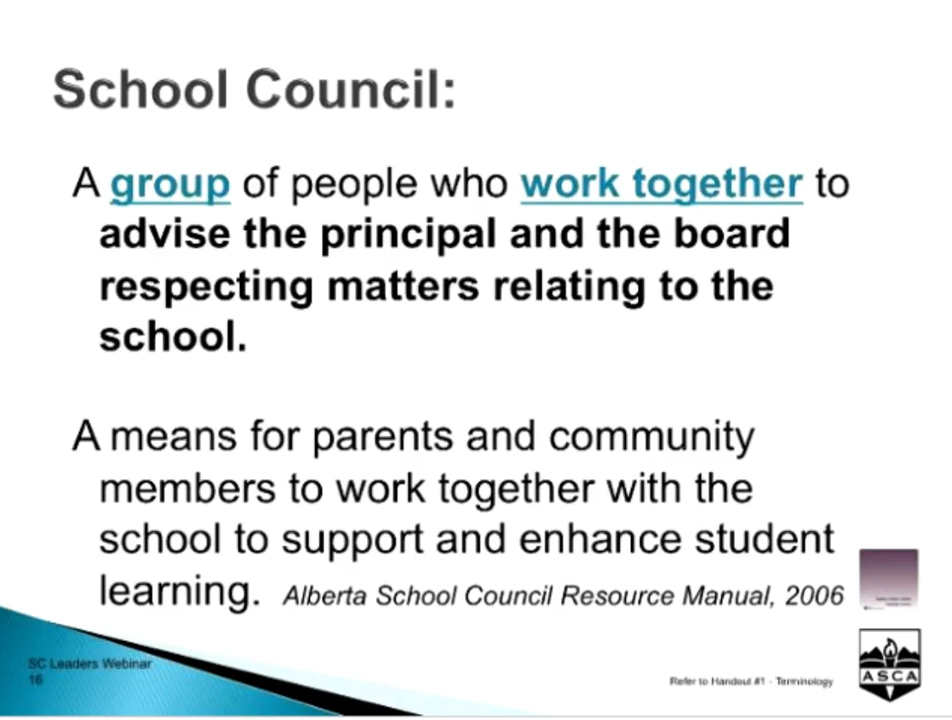 School Council:
A group of people who work together to
advise the principal and the board
respecting matters relating to the
school.
A means for parents and community
members to work together with the
school to support and enhance student
learning. Alberta School Council Resource Manual, 2006
SC Leaders Webinar
16
Refer to Handout #1 - Terminology
ASCA